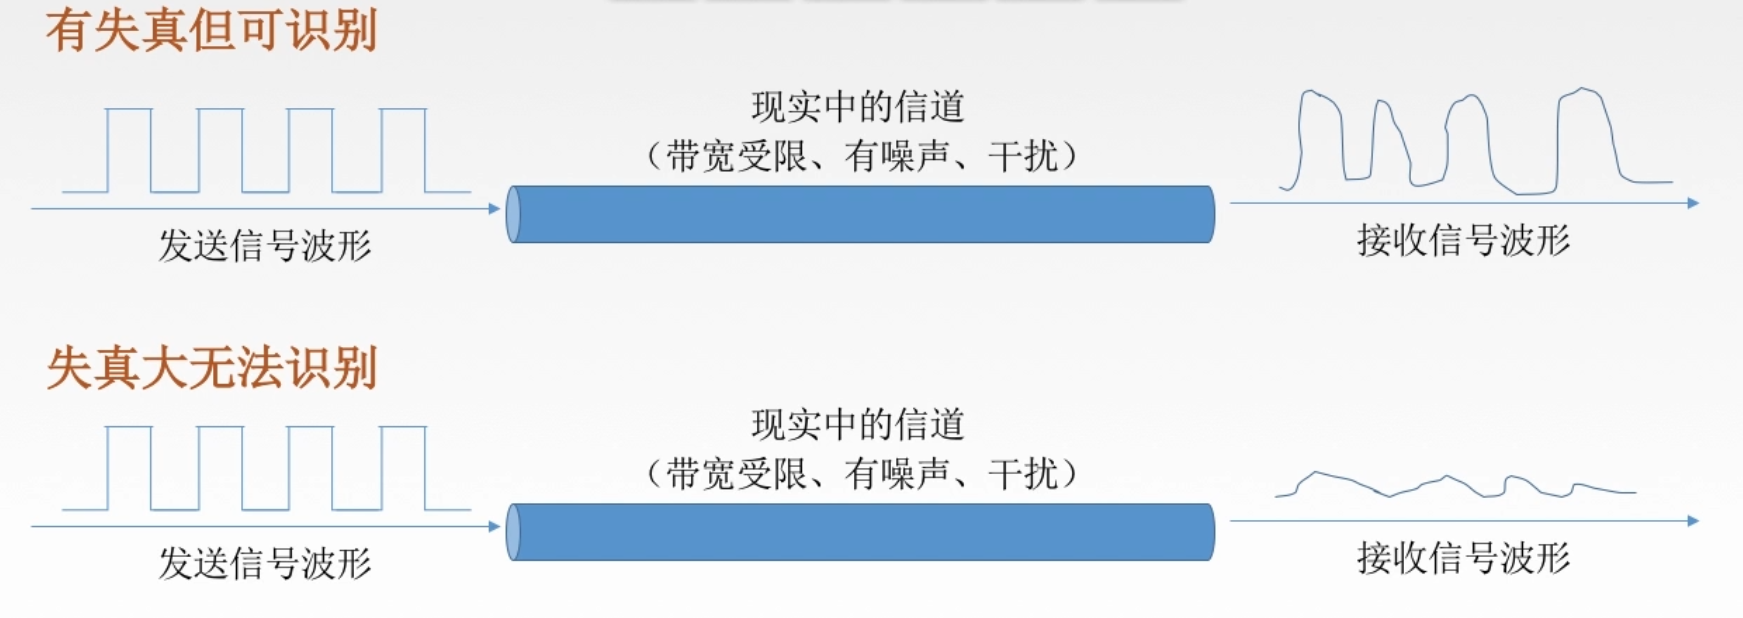 有失真但可识别
现实中的信道
（带宽受限、有噪声、干扰）
发送信号波形
接收信号波形
失真大无法识别
现实中的信道
（带宽受限、有噪声、干扰）
发送信号波形
接收信号波形